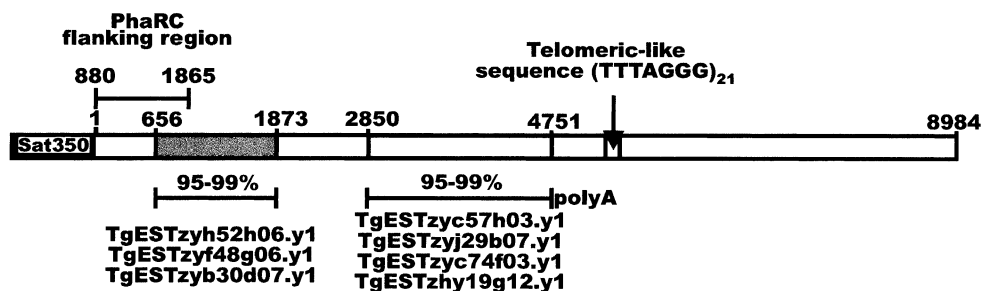 PhaRC
flanking region
880 1865
Telomeric-like
sequence (TTTAGGG)21
1 656 1873 2850 4751 8984
Sat350
95-99% 95-99%
polyA
TgESTzyh52h06.y1
TgESTzyf48g06.y1
TgESTzyb30d07.y1
TgESTzyc57h03.y1
TgESTzyj29b07.y1
TgESTzyc74f03.y1
TgESTzhy19g12.y1